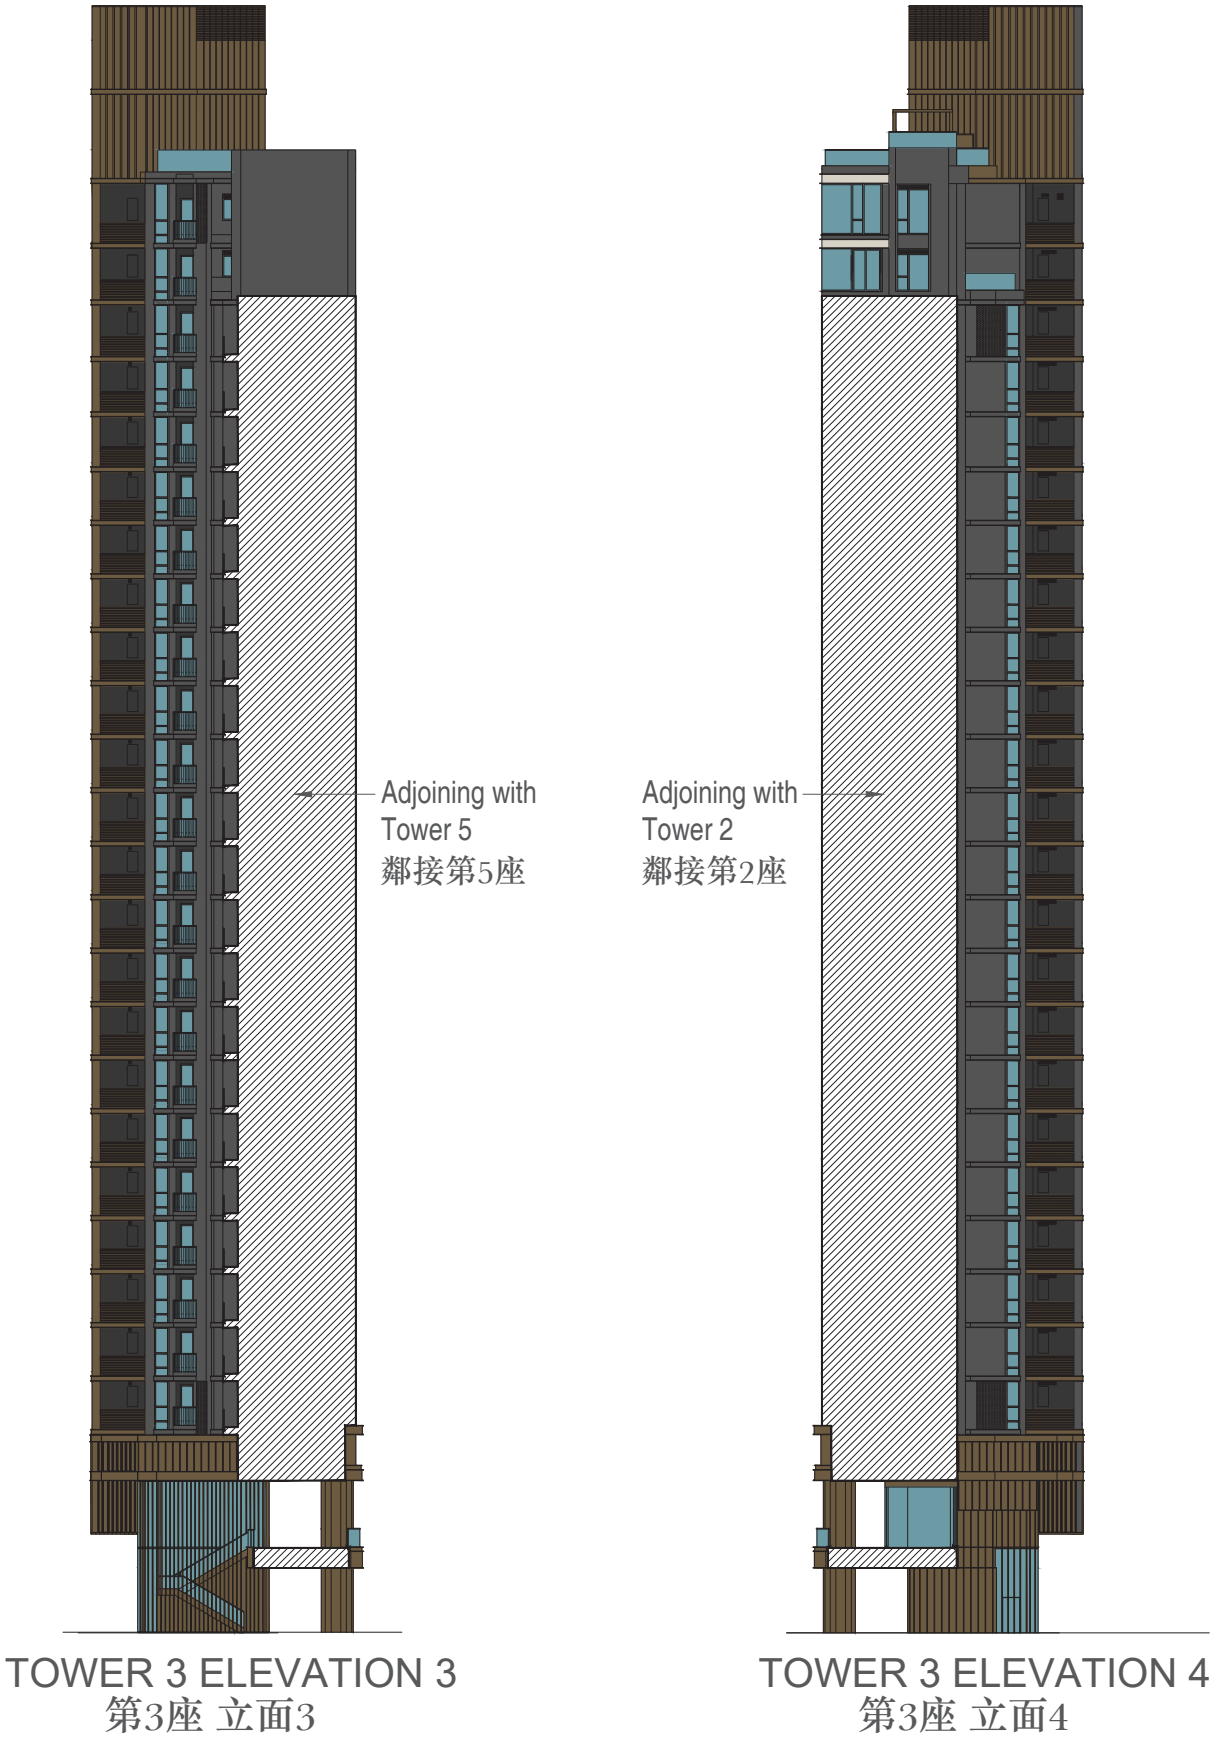 Adjoining with
Tower 5
鄰接第5座
Adjoining with
Tower 2
鄰接第2座
TOWER 3 ELEVATION 3
第3座 立面3
TOWER 3 ELEVATION 4
第3座 立面4